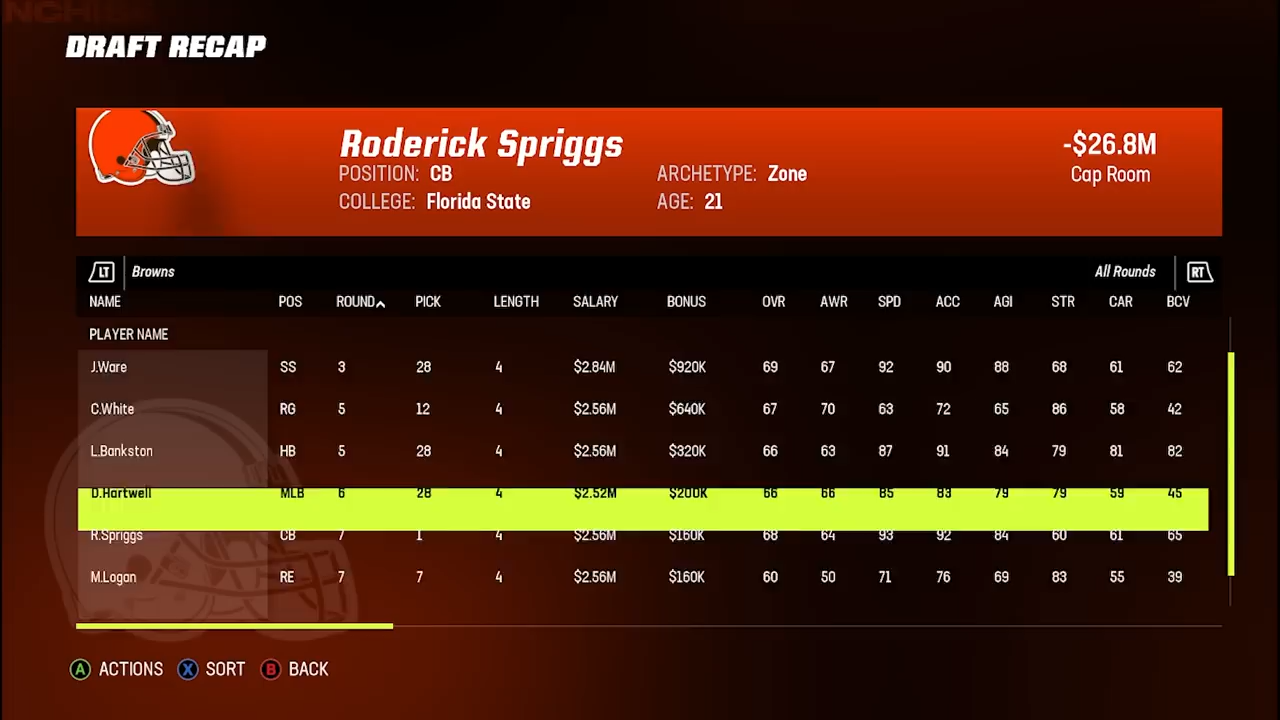 DRAFT RECAP
Roderick Spriggs
POSITION: CB ARCHETYPE: Zone
COLLEGE: Florida State AGE: 21
-$26.8M
Cap Room
LT Browns All Rounds RT
NAME POS ROUND PICK LENGTH SALARY BONUS OVR AWR SPD ACC AGI STR CAR BCV
PLAYER NAME
J.Ware SS 3 28 4 $2.84M $920K 69 67 92 90 88 68 61 62
C.White RG 5 12 4 $2.56M $640K 67 70 63 72 65 86 58 42
L.Bankston HB 5 28 4 $2.56M $320K 66 63 87 91 84 79 81 82
D.Hartwell MLB 6 28 4 $2.52M $200K 66 66 85 83 79 79 59 45
R.Spriggs CB 7 1 4 $2.56M $160K 68 64 93 92 84 60 61 65
M.Logan RE 7 7 4 $2.56M $160K 60 50 71 76 69 83 55 39
A ACTIONS X SORT B BACK